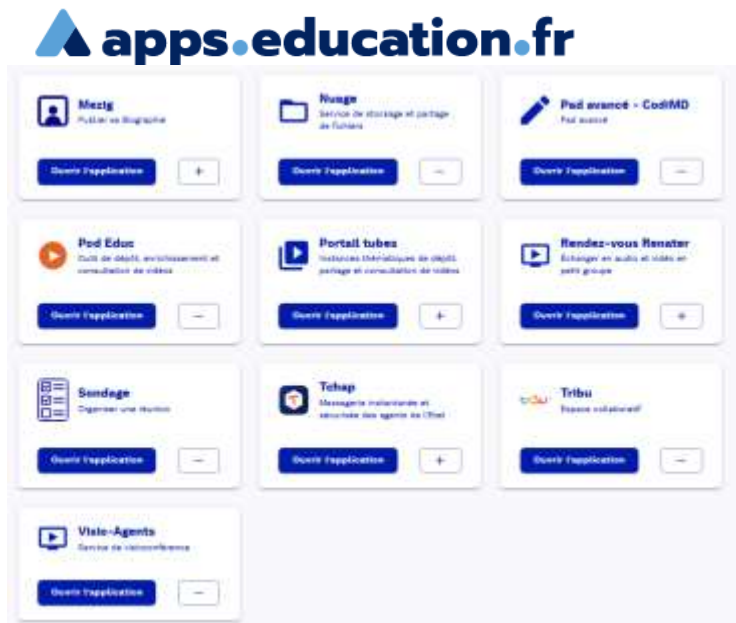 apps.education.fr
Mezig
Publier sa Biographie
Ouvrir l'application
+
Nuage
Service de stockage et partage
de fichiers
Ouvrir l'application
−
Pad avancé - CodiMD
Pad avancé
Ouvrir l'application
−
Pod Educ
Outil de dépôt, enrichissement et
consultation de vidéos
Ouvrir l'application
−
Portail tubes
Instances thématiques de dépôt,
partage et consultation de vidéos
Ouvrir l'application
+
Rendez-vous Renater
Échanger en audio et vidéo en
petit groupe
Ouvrir l'application
+
Sondage
Organiser une réunion
Ouvrir l'application
−
Tchap
Messagerie instantanée et
sécurisée des agents de l'État
Ouvrir l'application
+
tribu
Tribu
Espace collaboratif
Ouvrir l'application
−
Visio-Agents
Service de visioconférence
Ouvrir l'application
−